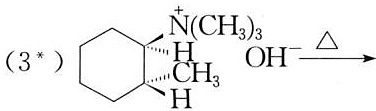 (3*)
+
N(CH₃)₃
H
CH₃
H
OH⁻ △